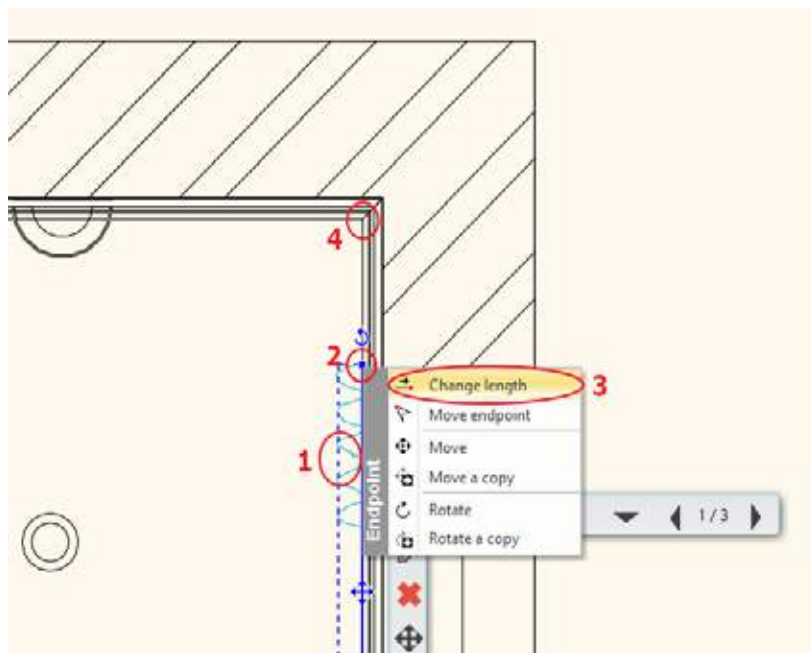 4
2
Change length
3
Move endpoint
1
Move
Endpoint
Move a copy
Rotate
1/3
Rotate a copy